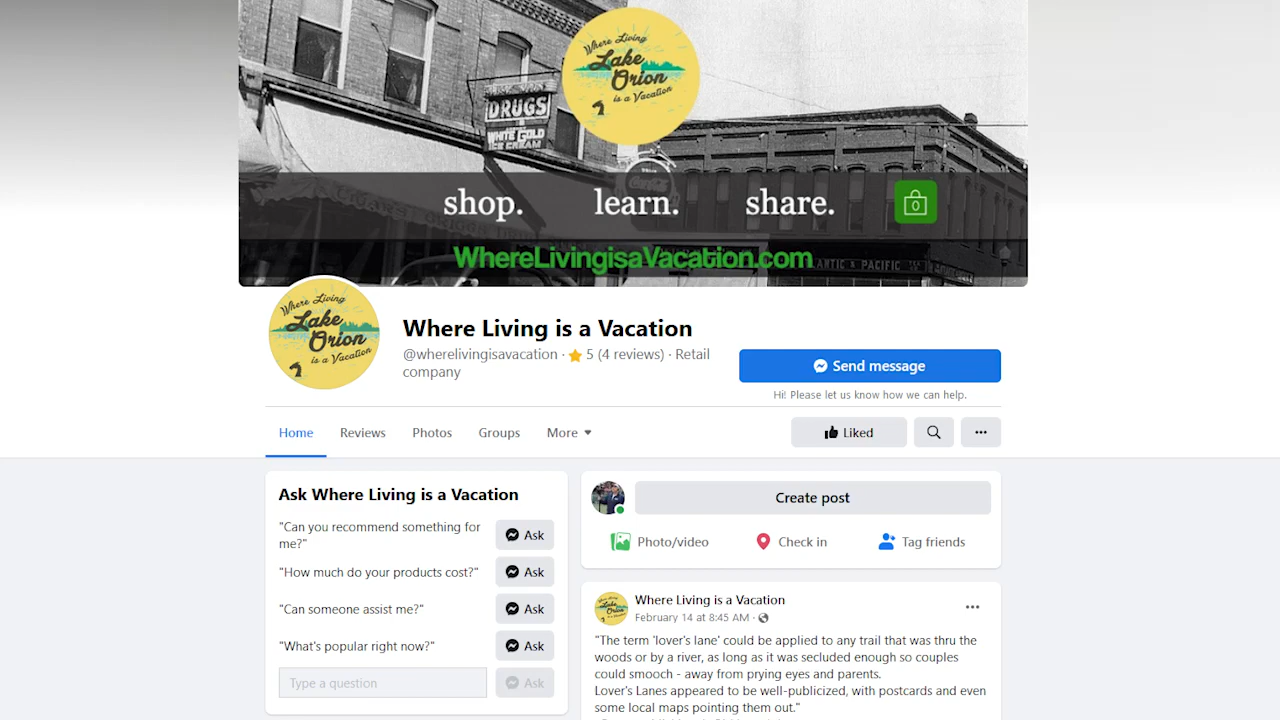 Where Living
Lake
Orion
is a Vacation
DRUGS
WHITE GOLD
ICE CREAM
Coca-Cola
shop. learn. share. 0
WhereLivingisaVacation.com
ATLANTIC & PACIFIC
Where Living
Lake
Orion
is a Vacation
Where Living is a Vacation
@wherelivingisavacation · 5 (4 reviews) · Retail
company
Send message
Hi! Please let us know how we can help.
Home Reviews Photos Groups More Liked
Ask Where Living is a Vacation
"Can you recommend something for
me?"
Ask
"How much do your products cost?" Ask
"Can someone assist me?" Ask
"What's popular right now?" Ask
Type a question Ask
Create post
Photo/video Check in Tag friends
Where Living is a Vacation
February 14 at 8:45 AM ·
"The term 'lover's lane' could be applied to any trail that was thru the
woods or by a river, as long as it was secluded enough so couples
could smooch - away from prying eyes and parents.
Lover's Lanes appeared to be well-publicized, with postcards and even
some local maps pointing them out."